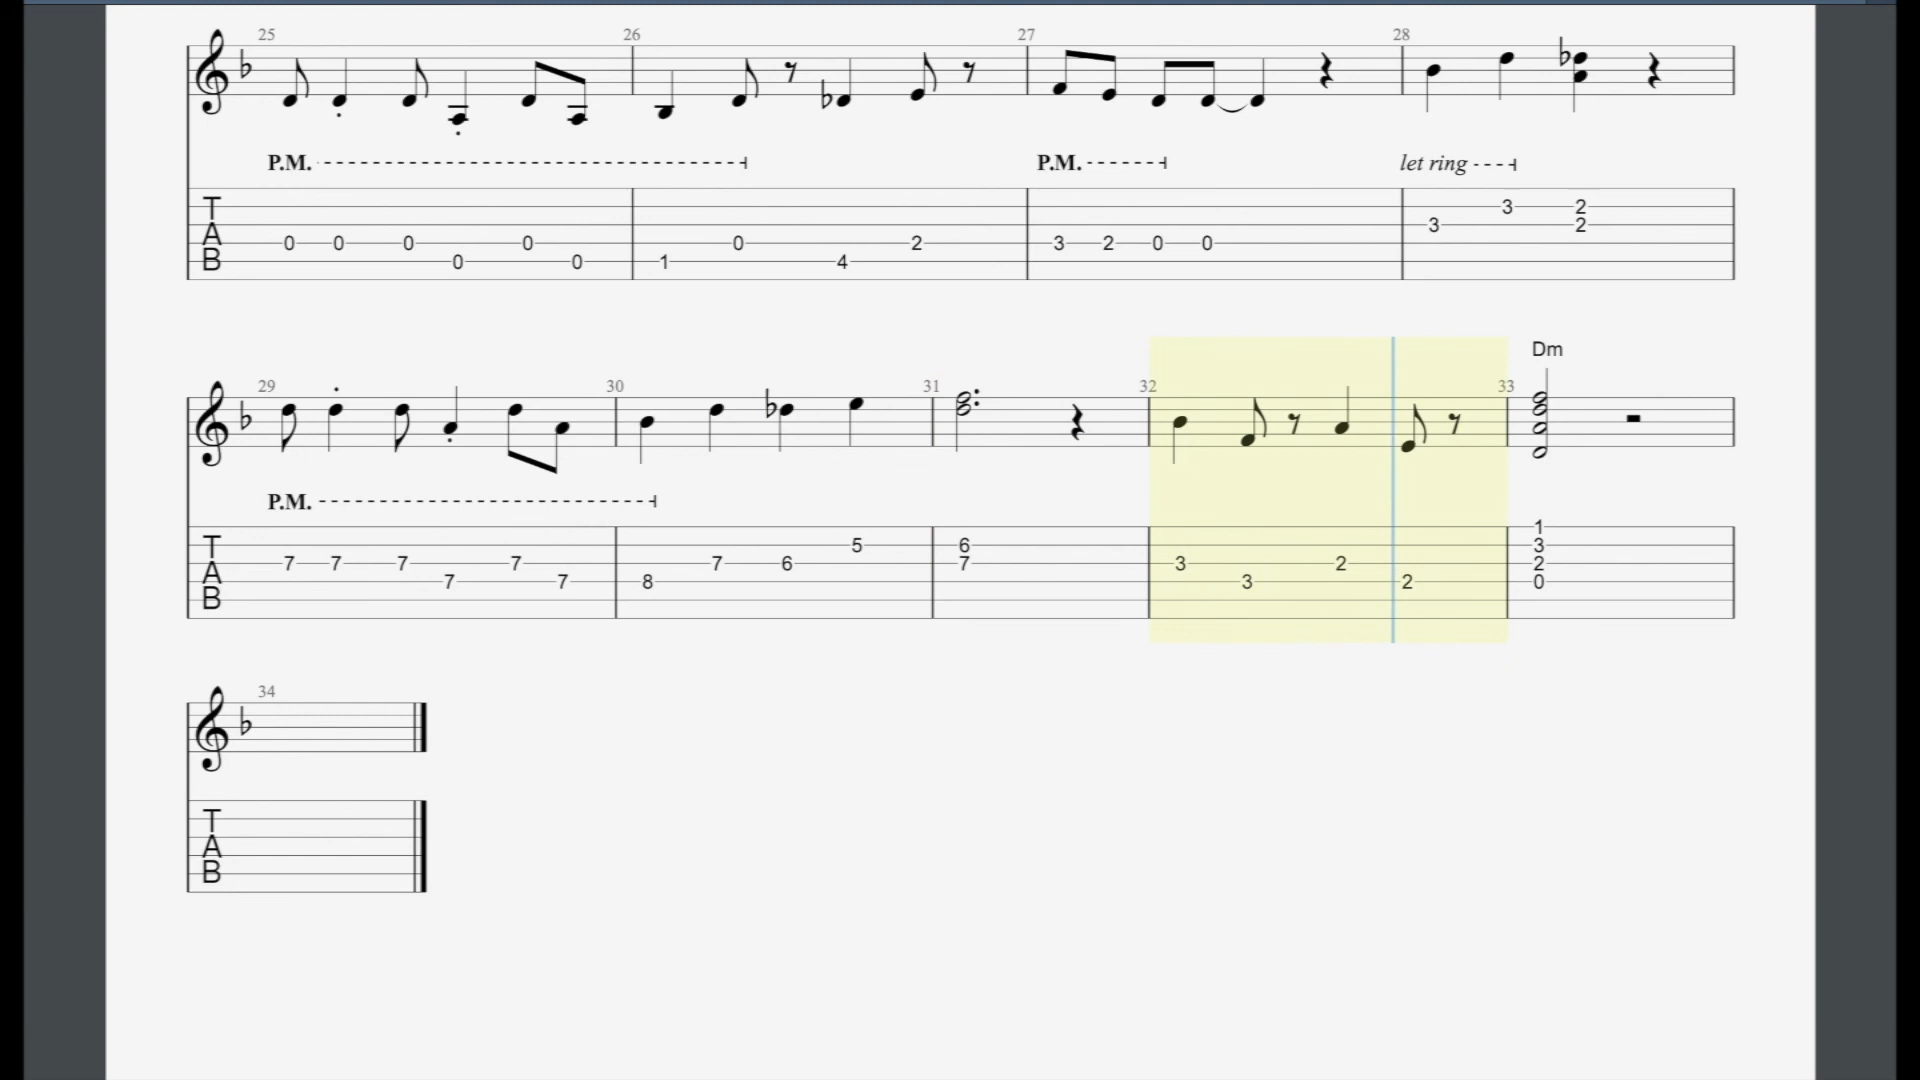 25 26 27 28
P.M. P.M. let ring
T A B
3 2 2
3 2
0 0 0 0 0 2 3 2 0 0
0 0 1 4
Dm
29 30 31 32 33
P.M.
T A B
1
5 6 3
7 7 7 7 7 6 7 3 2 2
7 7 8 3 2 0
34
T A B